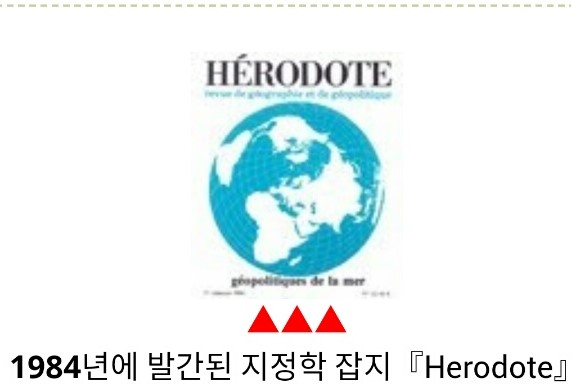 HÉRODOTE
revue de géographie et de géopolitique
géopolitiques de la mer
1984년에 발간된 지정학 잡지『Herodote』